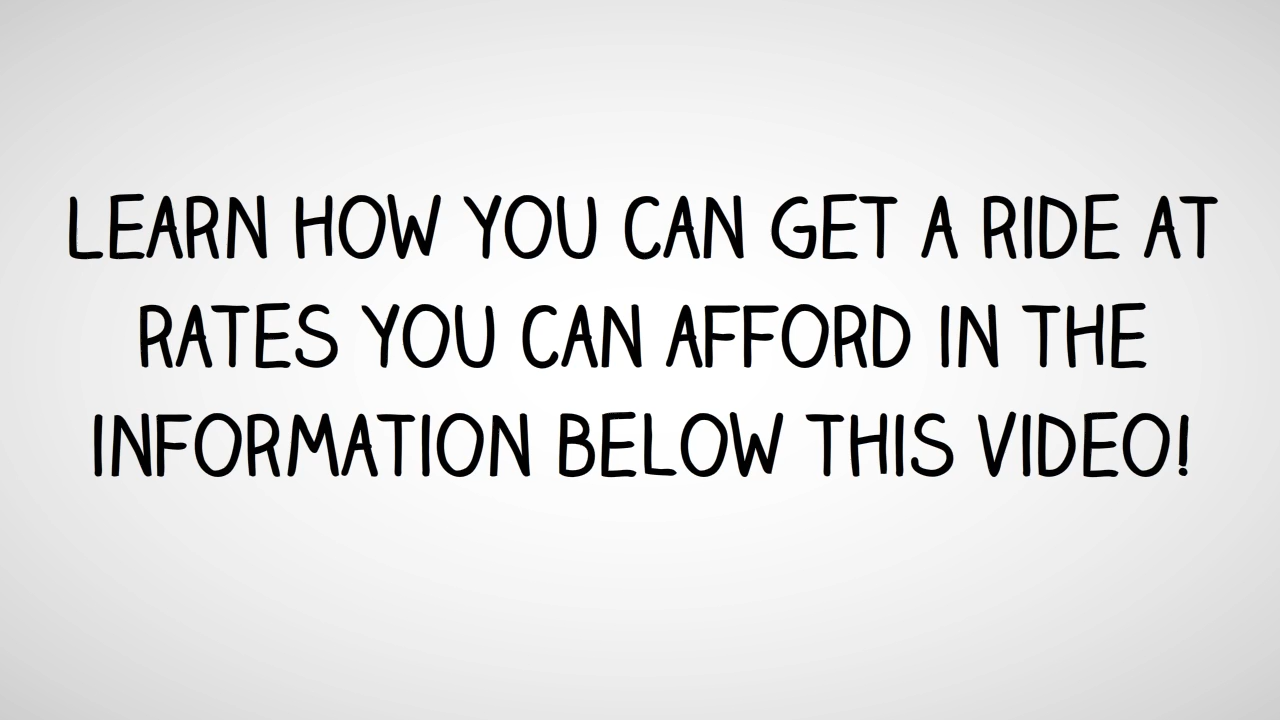 LEARN HOW YOU CAN GET A RIDE AT
RATES YOU CAN AFFORD IN THE
INFORMATION BELOW THIS VIDEO!